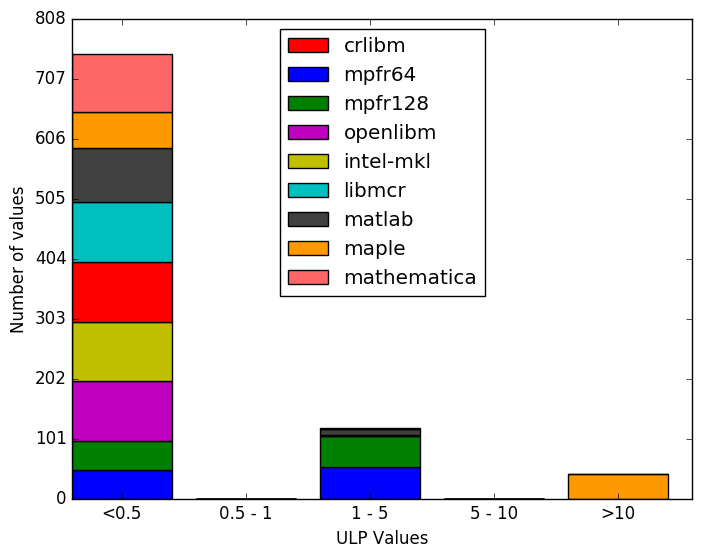 808
707
606
505
404
303
202
101
0
Number of values
crlibm
mpfr64
mpfr128
openlibm
intel-mkl
libmcr
matlab
maple
mathematica
<0.5
0.5 - 1
1 - 5
5 - 10
>10
ULP Values